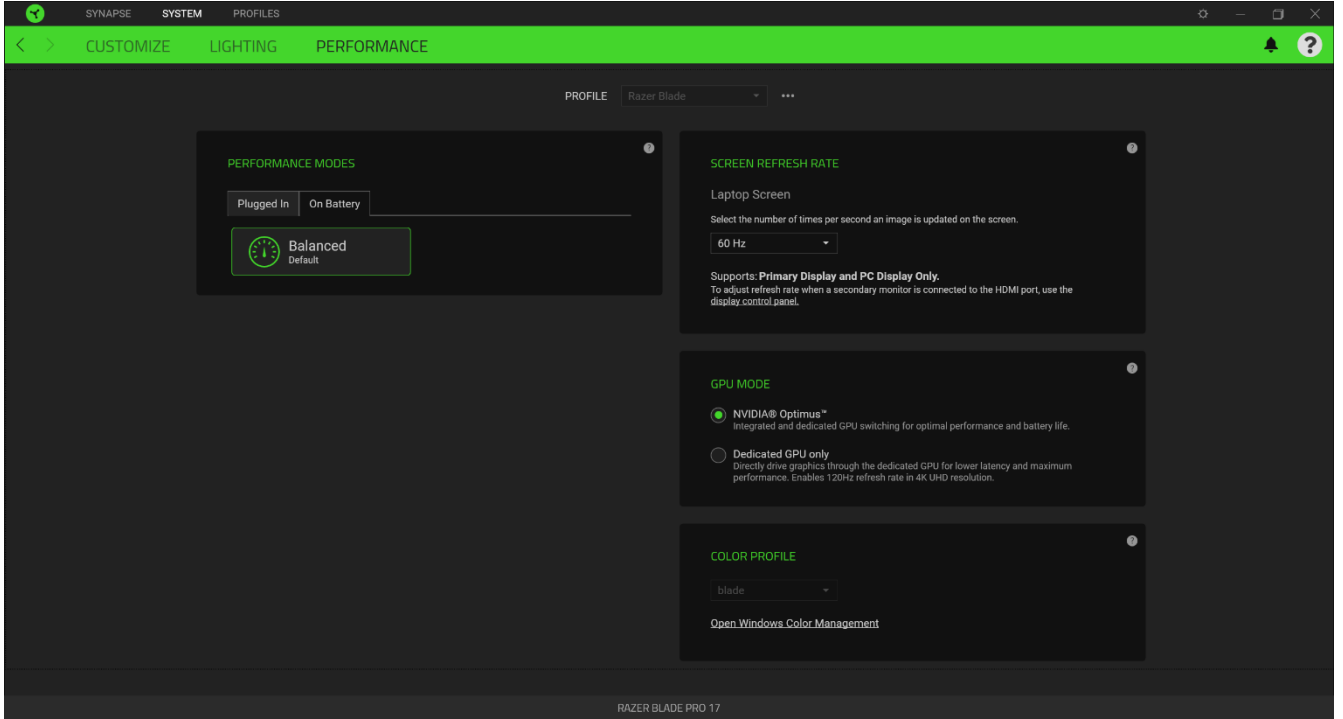 SYNAPSE SYSTEM PROFILES
CUSTOMIZE LIGHTING PERFORMANCE
?
PROFILE Razer Blade
PERFORMANCE MODES
?
Plugged In On Battery
Balanced
Default
?
SCREEN REFRESH RATE
Laptop Screen
Select the number of times per second an image is updated on the screen.
60 Hz
Supports: Primary Display and PC Display Only.
To adjust refresh rate when a secondary monitor is connected to the HDMI port, use the
display control panel.
?
GPU MODE
NVIDIA® Optimus™
Integrated and dedicated GPU switching for optimal performance and battery life.
Dedicated GPU only
Directly drive graphics through the dedicated GPU for lower latency and maximum
performance. Enables 120Hz refresh rate in 4K UHD resolution.
?
COLOR PROFILE
blade
Open Windows Color Management
RAZER BLADE PRO 17